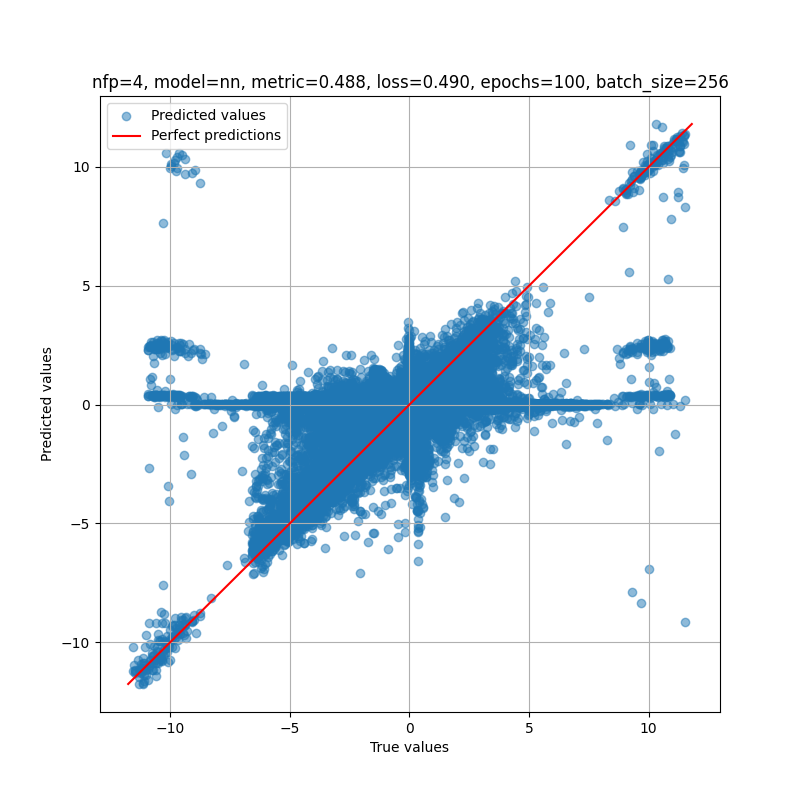 nfp=4, model=nn, metric=0.488, loss=0.490, epochs=100, batch_size=256
Predicted values
Perfect predictions
10
5
0
−5
−10
Predicted values
−10
−5
0
5
10
True values